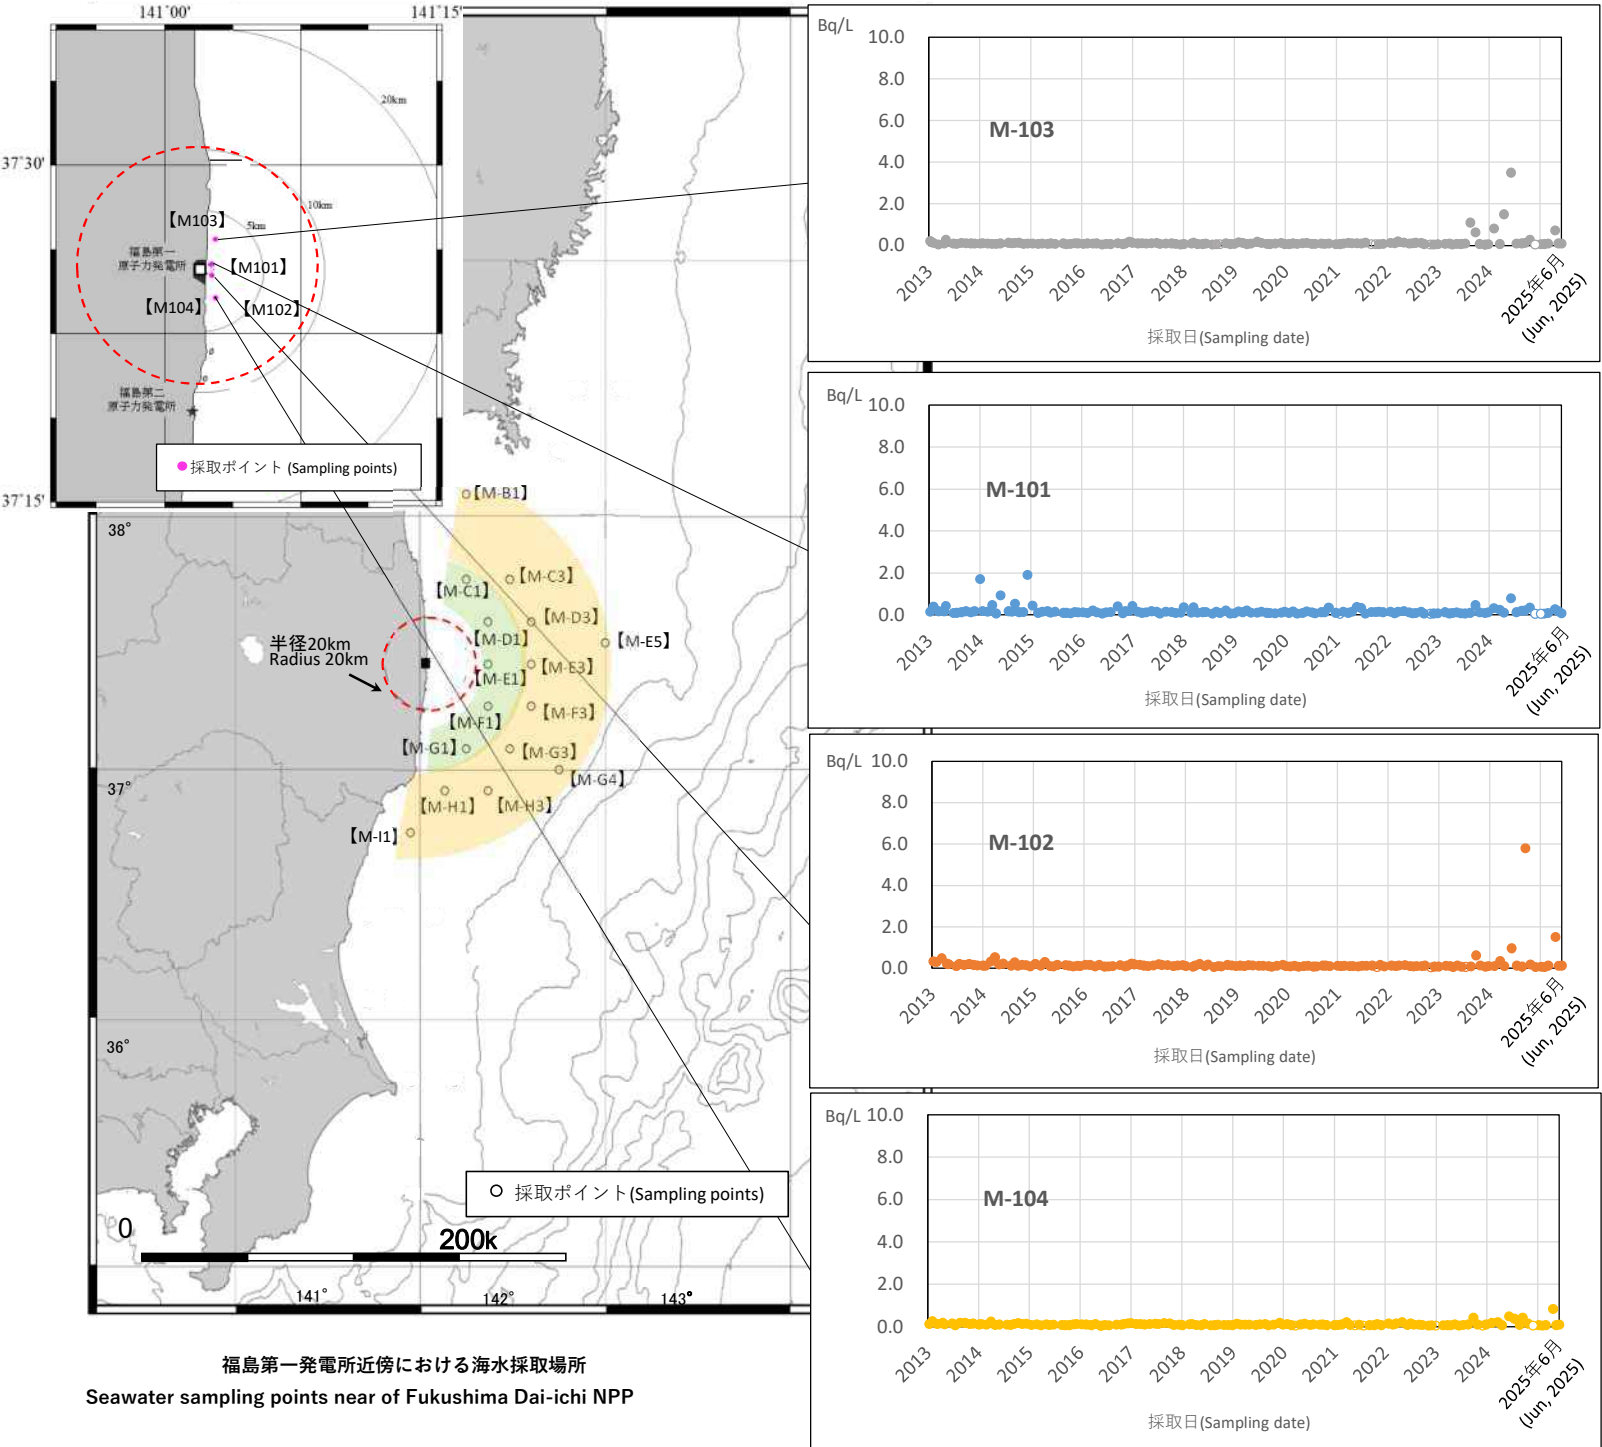 141°00'
141°15'
20km
37°30'
10km
【M103】
5km
福島第一
原子力発電所
【M101】
【M104】
【M102】
福島第二
原子力発電所
採取ポイント (Sampling points)
37°15'
38°
【M-B1】
【M-C1】
【M-C3】
【M-D1】
【M-D3】
【M-E5】
半径20km
Radius 20km
【M-E1】
【M-E3】
【M-F1】
【M-F3】
【M-G1】
【M-G3】
【M-G4】
37°
【M-H1】
【M-H3】
【M-I1】
36°
採取ポイント(Sampling points)
0
200k
141°
142°
143°
福島第一発電所近傍における海水採取場所
Seawater sampling points near of Fukushima Dai-ichi NPP
Bq/L
10.0
8.0
6.0
4.0
2.0
0.0
M-103
2013
2014
2015
2016
2017
2018
2019
2020
2021
2022
2023
2024
2025年6月
(Jun, 2025)
採取日(Sampling date)
Bq/L
10.0
8.0
6.0
4.0
2.0
0.0
M-101
2013
2014
2015
2016
2017
2018
2019
2020
2021
2022
2023
2024
2025年6月
(Jun, 2025)
採取日(Sampling date)
Bq/L
10.0
8.0
6.0
4.0
2.0
0.0
M-102
2013
2014
2015
2016
2017
2018
2019
2020
2021
2022
2023
2024
2025年6月
(Jun, 2025)
採取日(Sampling date)
Bq/L
10.0
8.0
6.0
4.0
2.0
0.0
M-104
2013
2014
2015
2016
2017
2018
2019
2020
2021
2022
2023
2024
2025年6月
(Jun, 2025)
採取日(Sampling date)